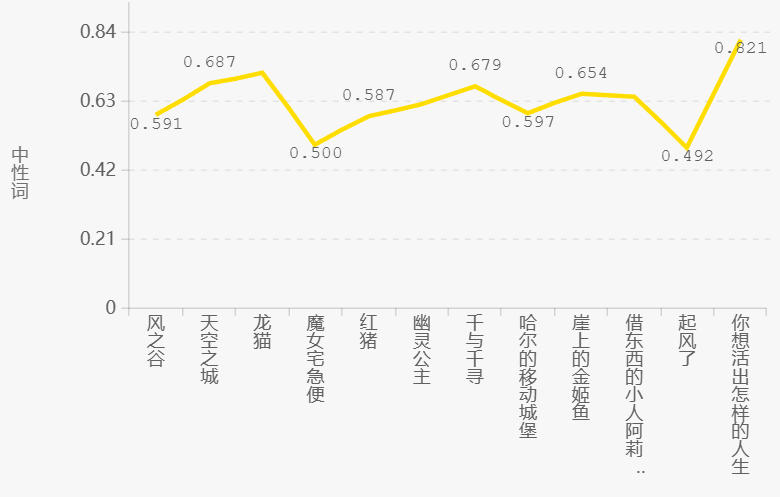 中性词
0.84
0.63
0.42
0.21
0
0.591
0.687
0.500
0.587
0.679
0.597
0.654
0.492
0.821
风之谷
天空之城
龙猫
魔女宅急便
红猪
幽灵公主
千与千寻
哈尔的移动城堡
崖上的金姬鱼
借东西的小人阿莉..
起风了
你想活出怎样的人生